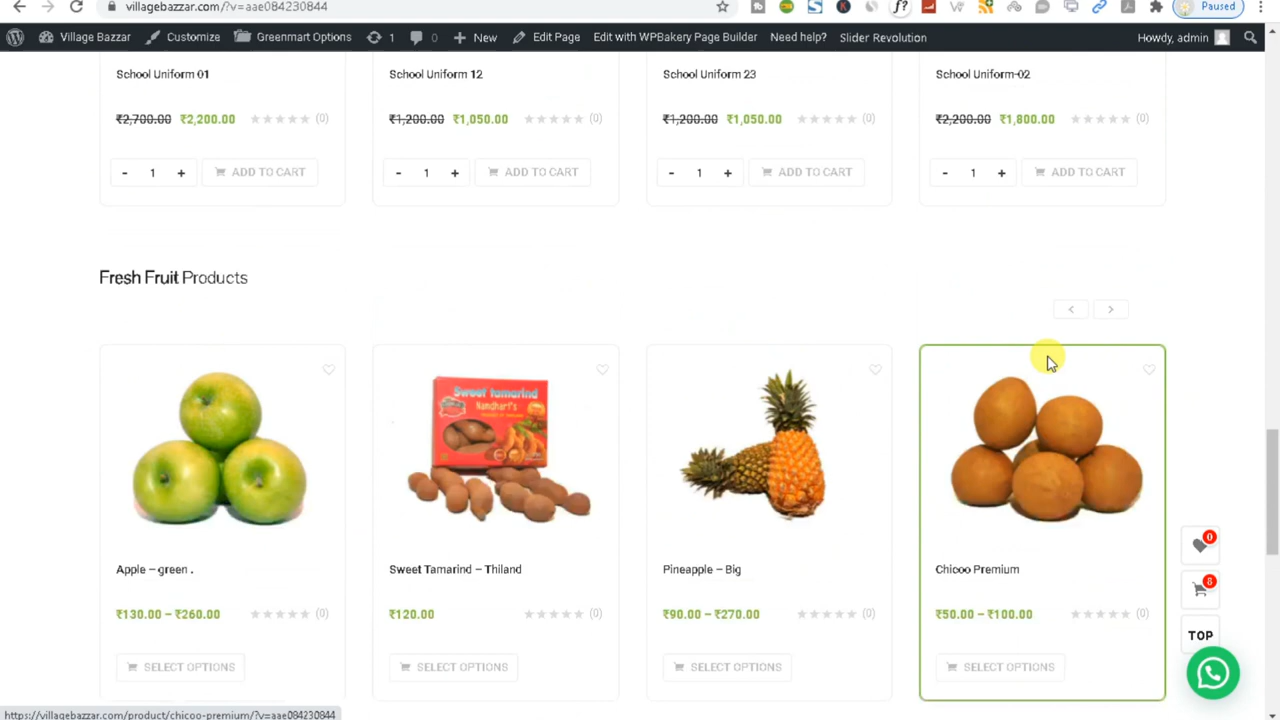 villagebazzar.com/?v=aae084230844
Paused
Village Bazzar Customize Greenmart Options 1 0 New Edit Page Edit with WPBakery Page Builder Need help? Slider Revolution Howdy, admin
School Uniform 01
₹2,700.00 ₹2,200.00 (0)
- 1 + ADD TO CART
School Uniform 12
₹1,200.00 ₹1,050.00 (0)
- 1 + ADD TO CART
School Uniform 23
₹1,200.00 ₹1,050.00 (0)
- 1 + ADD TO CART
School Uniform-02
₹2,200.00 ₹1,800.00 (0)
- 1 + ADD TO CART
Fresh Fruit Products
< >
Apple – green .
₹130.00 – ₹260.00 (0)
SELECT OPTIONS
Sweet tamarind
Nandhari's
Sweet Tamarind – Thiland
₹120.00 (0)
SELECT OPTIONS
Pineapple – Big
₹90.00 – ₹270.00 (0)
SELECT OPTIONS
Chicoo Premium
₹50.00 – ₹100.00 (0)
SELECT OPTIONS
0
8
TOP
https://villagebazzar.com/product/chicoo-premium/?v=aae084230844